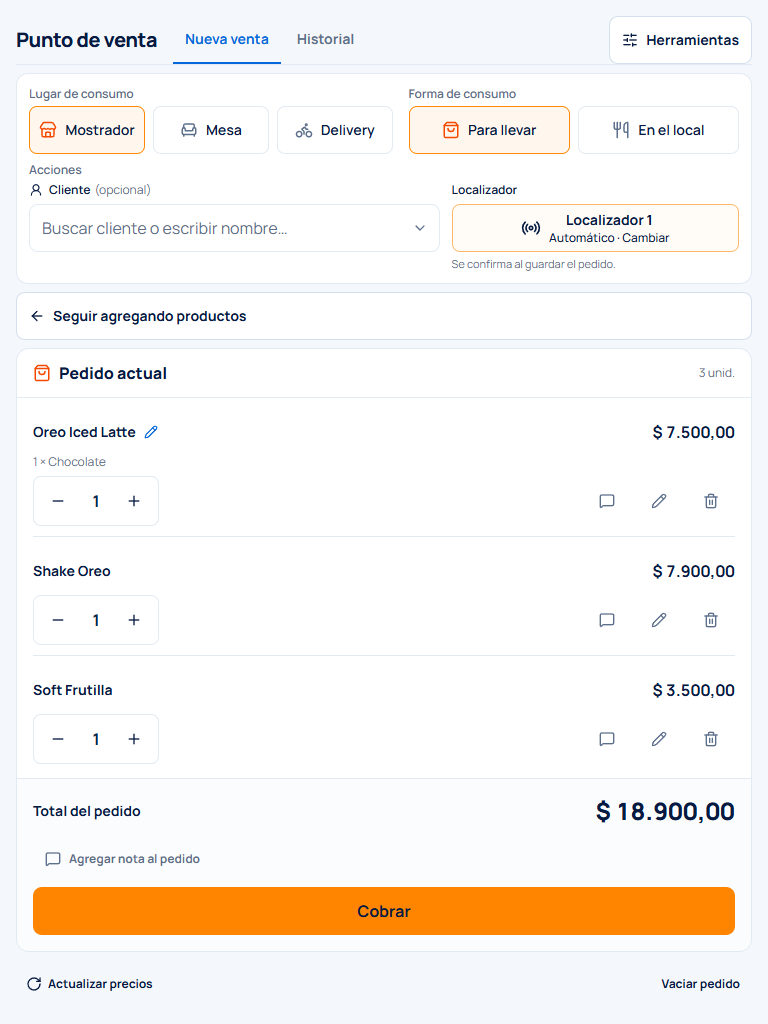 Punto de venta
Nueva venta
Historial
Herramientas
Lugar de consumo
Forma de consumo
Mostrador
Mesa
Delivery
Para llevar
En el local
Acciones
Cliente (opcional)
Localizador
Buscar cliente o escribir nombre...
Localizador 1
Automático · Cambiar
Se confirma al guardar el pedido.
Seguir agregando productos
Pedido actual
3 unid.
Oreo Iced Latte
$ 7.500,00
1 × Chocolate
1
Shake Oreo
$ 7.900,00
1
Soft Frutilla
$ 3.500,00
1
Total del pedido
$ 18.900,00
Agregar nota al pedido
Cobrar
Actualizar precios
Vaciar pedido